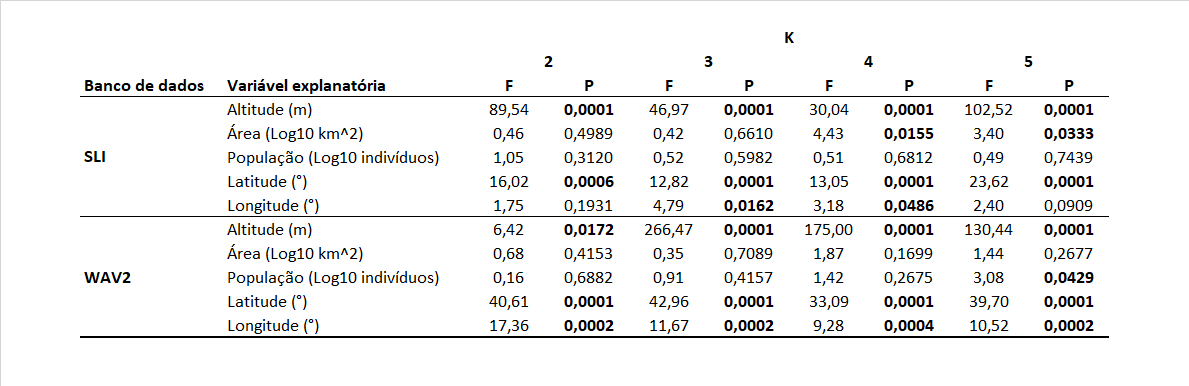 K
2 3 4 5
Banco de dados Variável explanatória F P F P F P F P
Altitude (m) 89,54 0,0001 46,97 0,0001 30,04 0,0001 102,52 0,0001
Área (Log10 km^2) 0,46 0,4989 0,42 0,6610 4,43 0,0155 3,40 0,0333
SLI População (Log10 indivíduos) 1,05 0,3120 0,52 0,5982 0,51 0,6812 0,49 0,7439
Latitude (°) 16,02 0,0006 12,82 0,0001 13,05 0,0001 23,62 0,0001
Longitude (°) 1,75 0,1931 4,79 0,0162 3,18 0,0486 2,40 0,0909
Altitude (m) 6,42 0,0172 266,47 0,0001 175,00 0,0001 130,44 0,0001
Área (Log10 km^2) 0,68 0,4153 0,35 0,7089 1,87 0,1699 1,44 0,2677
WAV2 População (Log10 indivíduos) 0,16 0,6882 0,91 0,4157 1,42 0,2675 3,08 0,0429
Latitude (°) 40,61 0,0001 42,96 0,0001 33,09 0,0001 39,70 0,0001
Longitude (°) 17,36 0,0002 11,67 0,0002 9,28 0,0004 10,52 0,0002